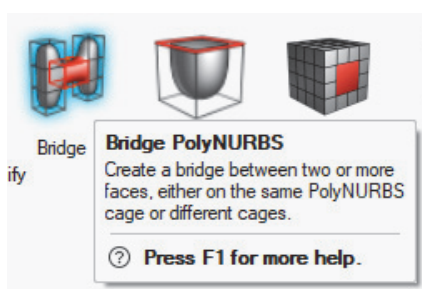 Bridge
ify
Bridge PolyNURBS
Create a bridge between two or more
faces, either on the same PolyNURBS
cage or different cages.
Press F1 for more help.